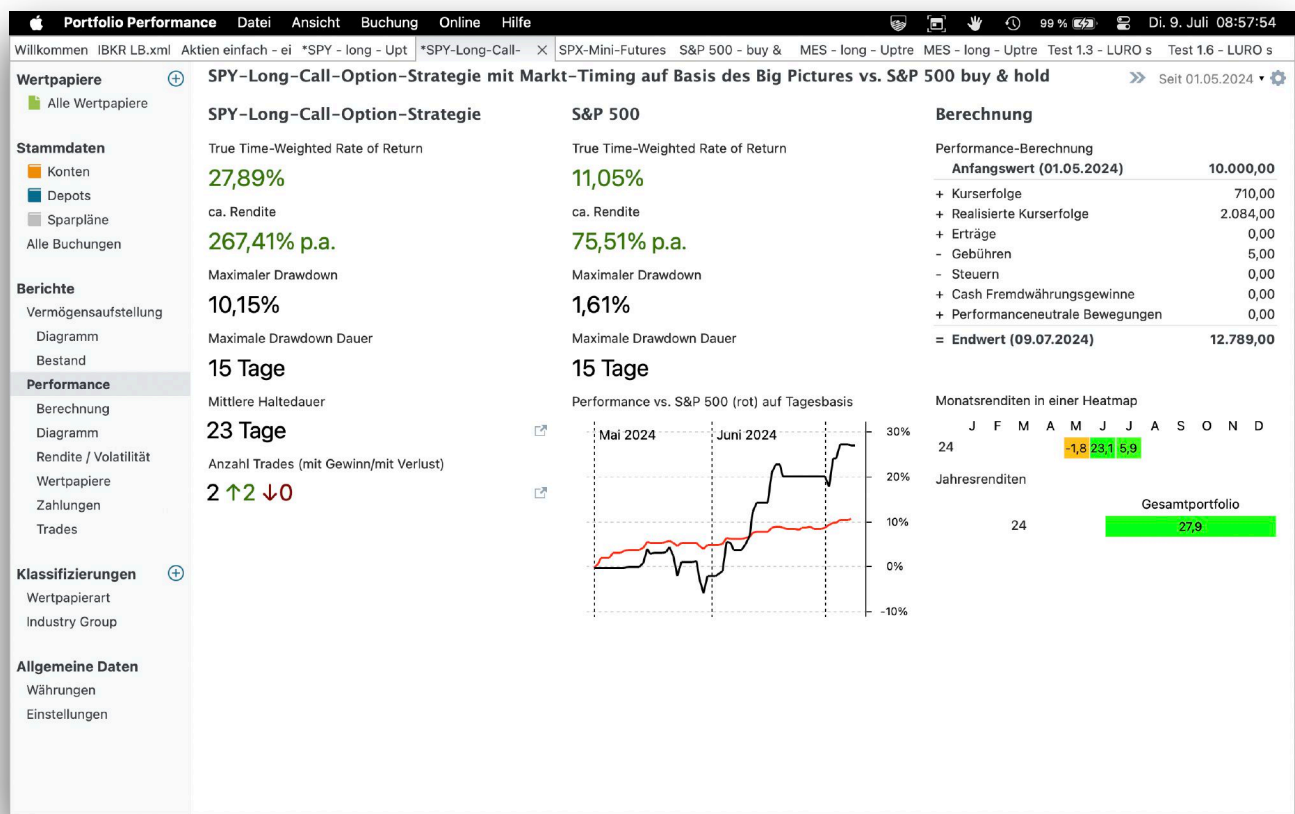 Portfolio Performance Datei Ansicht Buchung Online Hilfe 99 % Di. 9. Juli 08:57:54
Willkommen IBKR LB.xml Aktien einfach - ei *SPY - long - Upt *SPY-Long-Call- × SPX-Mini-Futures S&P 500 - buy & MES - long - Uptre MES - long - Uptre Test 1.3 - LURO s Test 1.6 - LURO s
Wertpapiere
Alle Wertpapiere
Stammdaten
Konten
Depots
Sparpläne
Alle Buchungen
Berichte
Vermögensaufstellung
Diagramm
Bestand
Performance
Berechnung
Diagramm
Rendite / Volatilität
Wertpapiere
Zahlungen
Trades
Klassifizierungen
Wertpapierart
Industry Group
Allgemeine Daten
Währungen
Einstellungen
SPY-Long-Call-Option-Strategie mit Markt-Timing auf Basis des Big Pictures vs. S&P 500 buy & hold
Seit 01.05.2024
SPY-Long-Call-Option-Strategie
True Time-Weighted Rate of Return
27,89%
ca. Rendite
267,41% p.a.
Maximaler Drawdown
10,15%
Maximale Drawdown Dauer
15 Tage
Mittlere Haltedauer
23 Tage
Anzahl Trades (mit Gewinn/mit Verlust)
2 ↑2 ↓0
S&P 500
True Time-Weighted Rate of Return
11,05%
ca. Rendite
75,51% p.a.
Maximaler Drawdown
1,61%
Maximale Drawdown Dauer
15 Tage
Performance vs. S&P 500 (rot) auf Tagesbasis
Mai 2024 Juni 2024
30%
20%
10%
0%
-10%
Berechnung
Performance-Berechnung
Anfangswert (01.05.2024) 10.000,00
+ Kurserfolge 710,00
+ Realisierte Kurserfolge 2.084,00
+ Erträge 0,00
- Gebühren 5,00
- Steuern 0,00
+ Cash Fremdwährungsgewinne 0,00
+ Performanceneutrale Bewegungen 0,00
= Endwert (09.07.2024) 12.789,00
Monatsrenditen in einer Heatmap
J F M A M J J A S O N D
24 -1,8 23,1 5,9
Jahresrenditen
Gesamtportfolio
24 27,9